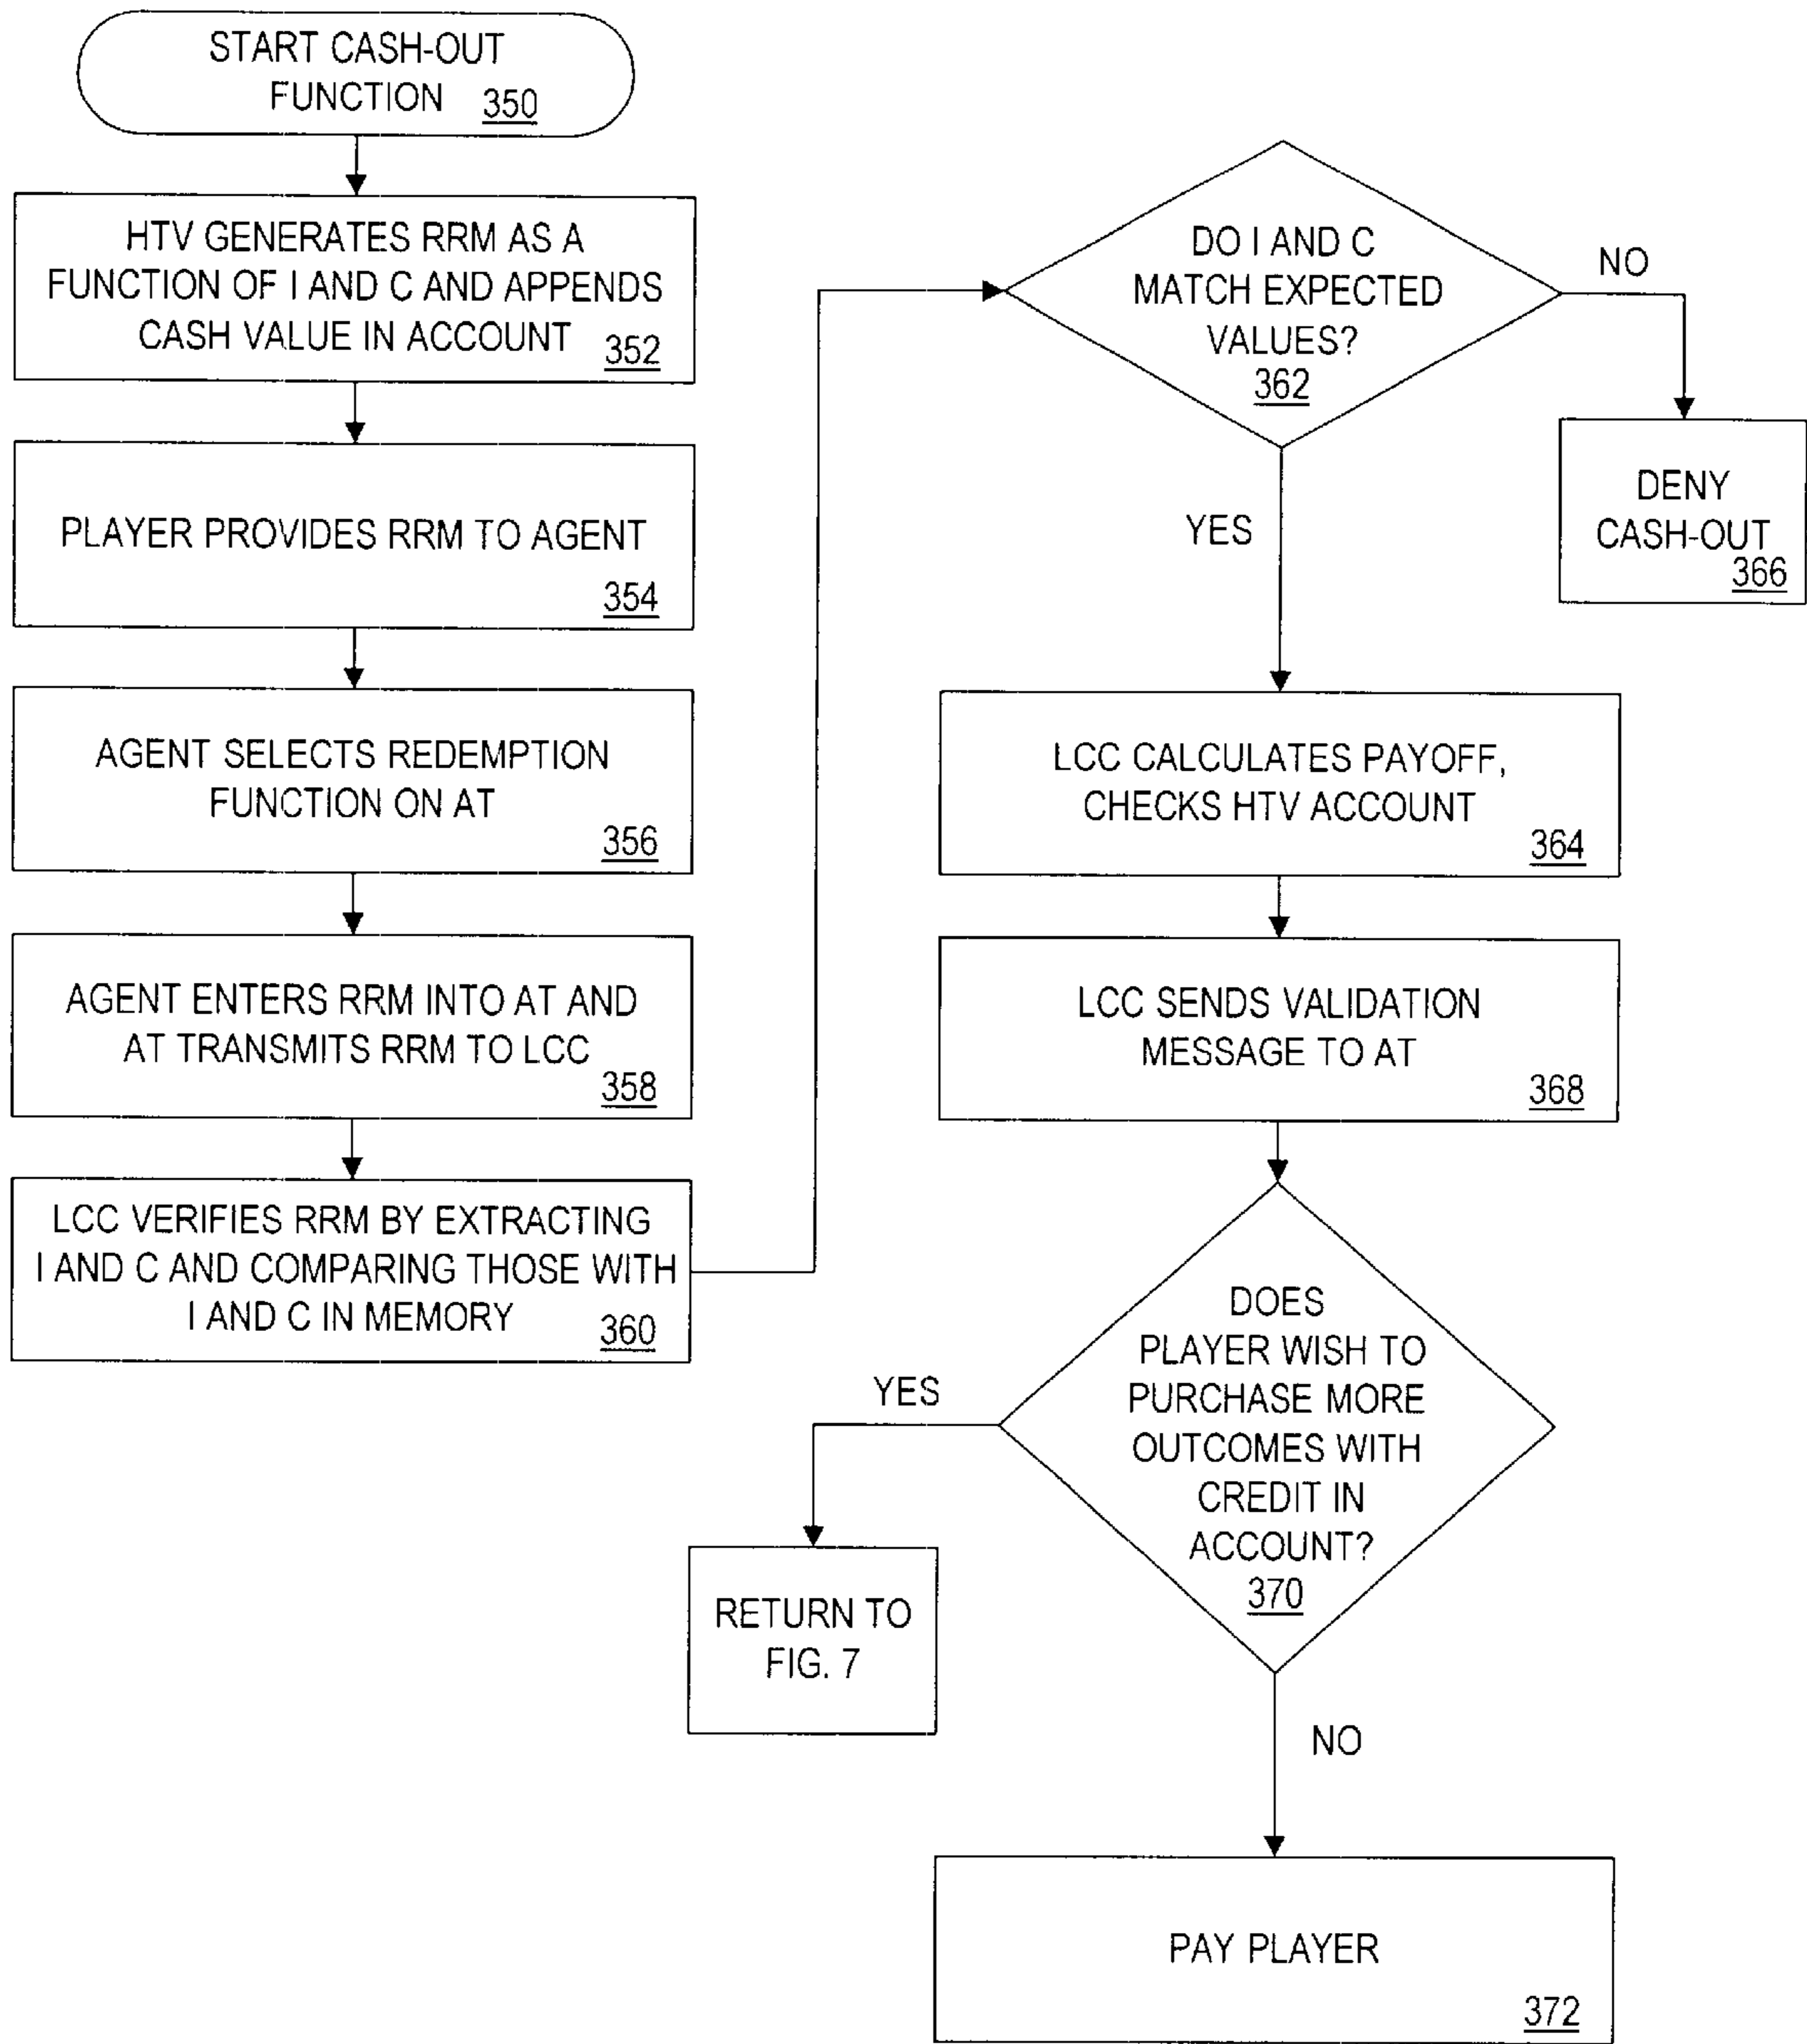 START CASH-OUT
FUNCTION 350
HTV GENERATES RRM AS A
FUNCTION OF I AND C AND APPENDS
CASH VALUE IN ACCOUNT 352
PLAYER PROVIDES RRM TO AGENT
354
AGENT SELECTS REDEMPTION
FUNCTION ON AT
356
AGENT ENTERS RRM INTO AT AND
AT TRANSMITS RRM TO LCC
358
LCC VERIFIES RRM BY EXTRACTING
I AND C AND COMPARING THOSE WITH
I AND C IN MEMORY 360
DO I AND C
MATCH EXPECTED
VALUES?
362
NO
DENY
CASH-OUT
366
YES
LCC CALCULATES PAYOFF,
CHECKS HTV ACCOUNT
364
LCC SENDS VALIDATION
MESSAGE TO AT
368
DOES
PLAYER WISH TO
PURCHASE MORE
OUTCOMES WITH
CREDIT IN
ACCOUNT?
370
YES
RETURN TO
FIG. 7
NO
PAY PLAYER
372